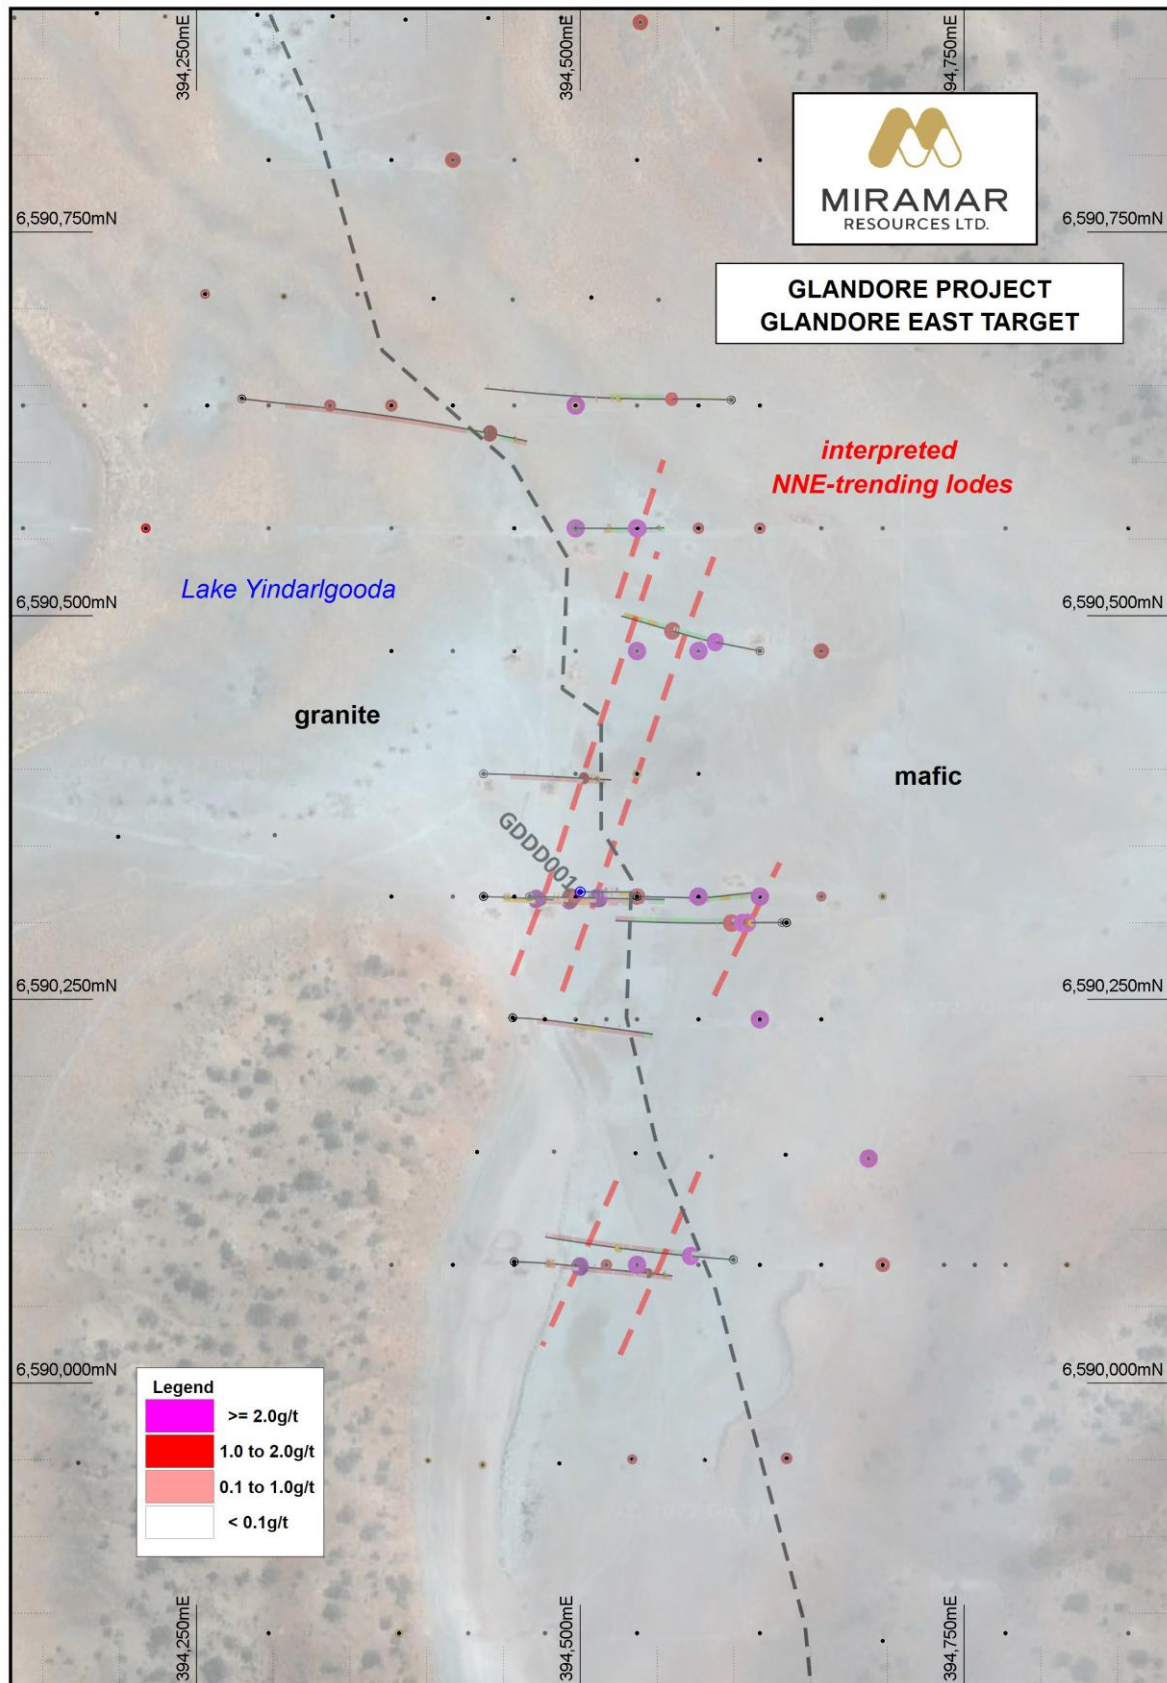 394,250mE
394,500mE
94,750mE
MIRAMAR
RESOURCES LTD.
6,590,750mN
6,590,750mN
GLANDORE PROJECT
GLANDORE EAST TARGET
interpreted
NNE-trending lodes
Lake Yindarlgooda
6,590,500mN
6,590,500mN
granite
mafic
GDDD001
6,590,250mN
6,590,250mN
6,590,000mN
6,590,000mN
Legend
>= 2.0g/t
1.0 to 2.0g/t
0.1 to 1.0g/t
< 0.1g/t
394,250mE
394,500mE
394,750mE